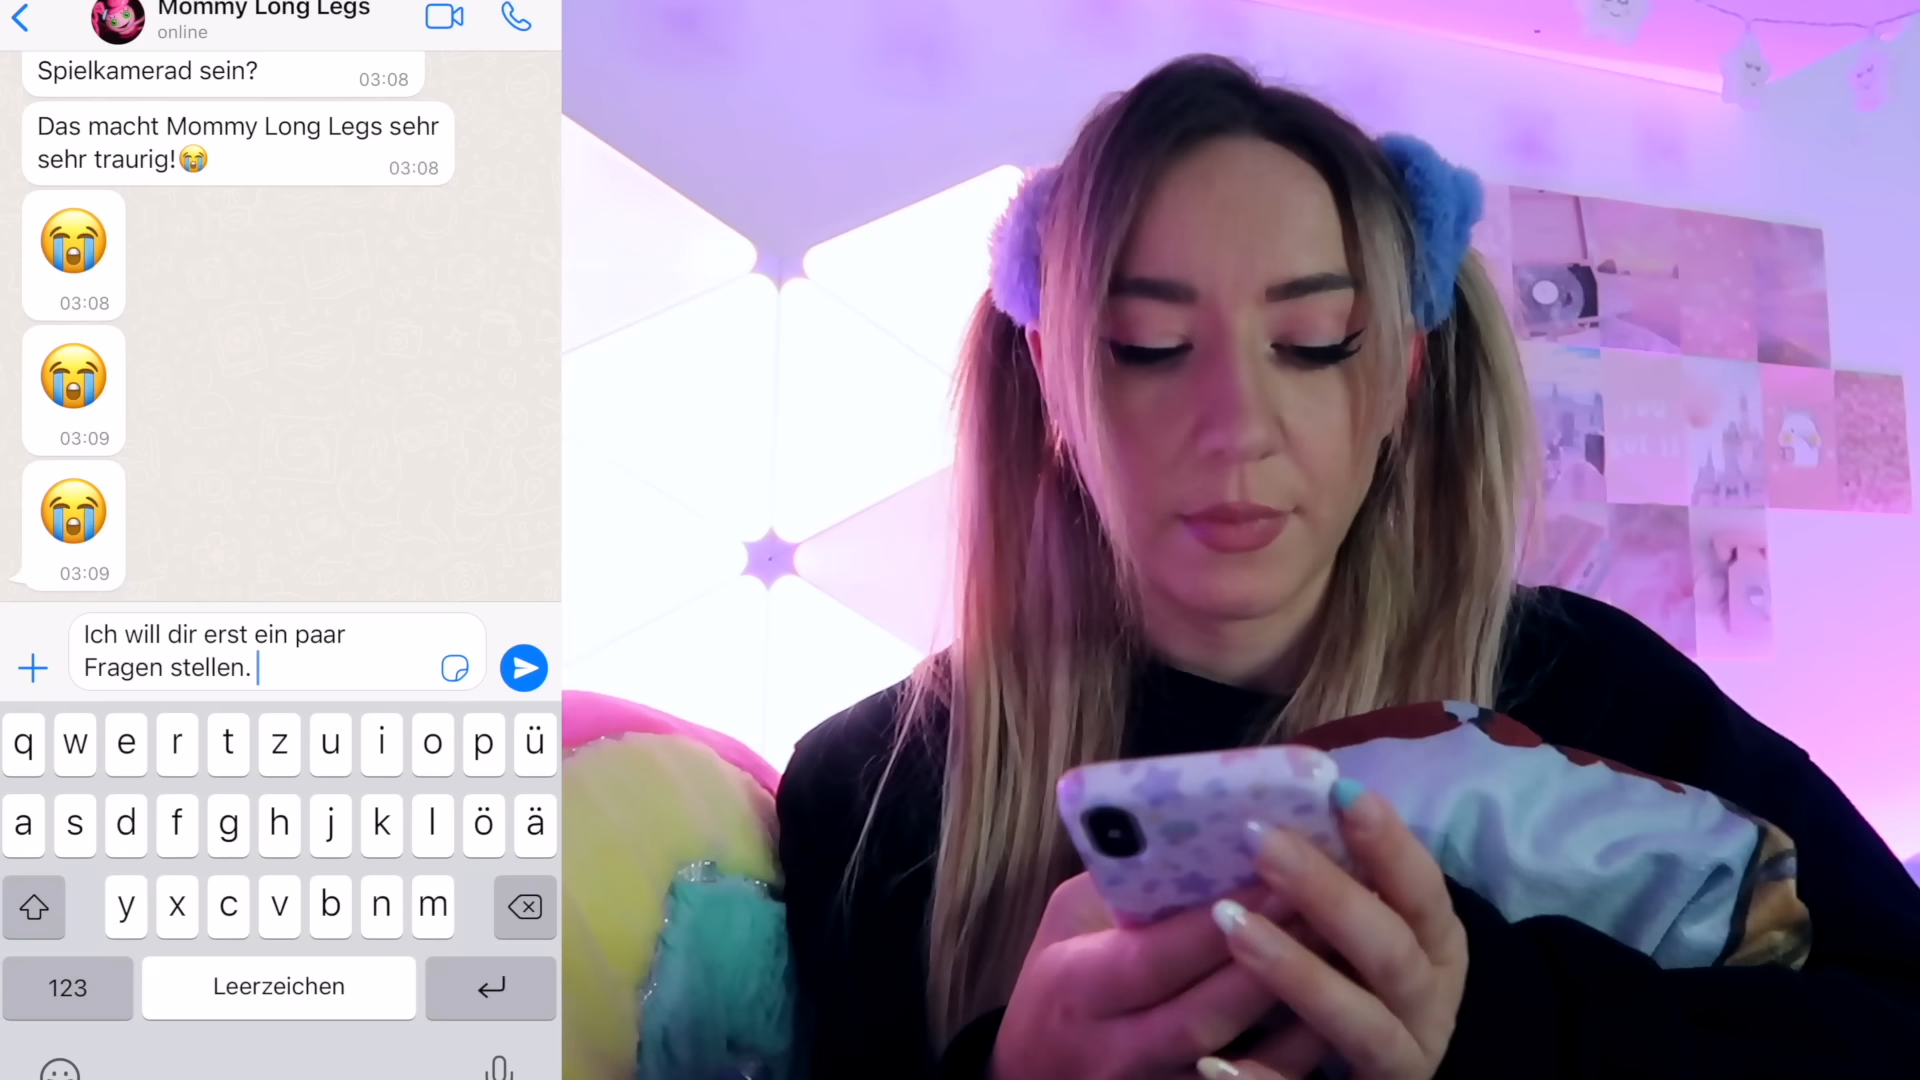 Mommy Long Legs
online
Spielkamerad sein?
03:08
Das macht Mommy Long Legs sehr
sehr traurig!😭
03:08
😭
03:08
😭
03:09
😭
03:09
Ich will dir erst ein paar
Fragen stellen.
q w e r t z u i o p ü
a s d f g h j k l ö ä
y x c v b n m
123 Leerzeichen